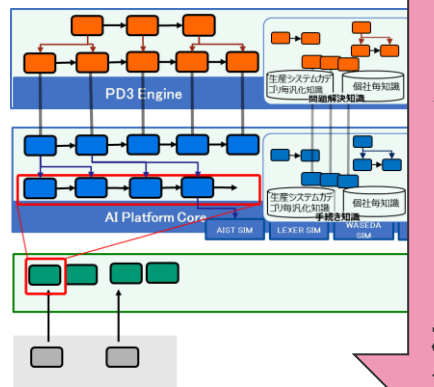 生産システムカテ
ゴリ毎汎化知識
個社毎知識
問題解決知識
PD3 Engine
生産システムカテ
ゴリ毎汎化知識
個社毎知識
手続き知識
AI Platform Core
AIST SIM
LEXER SIM
WASEDA
SIM